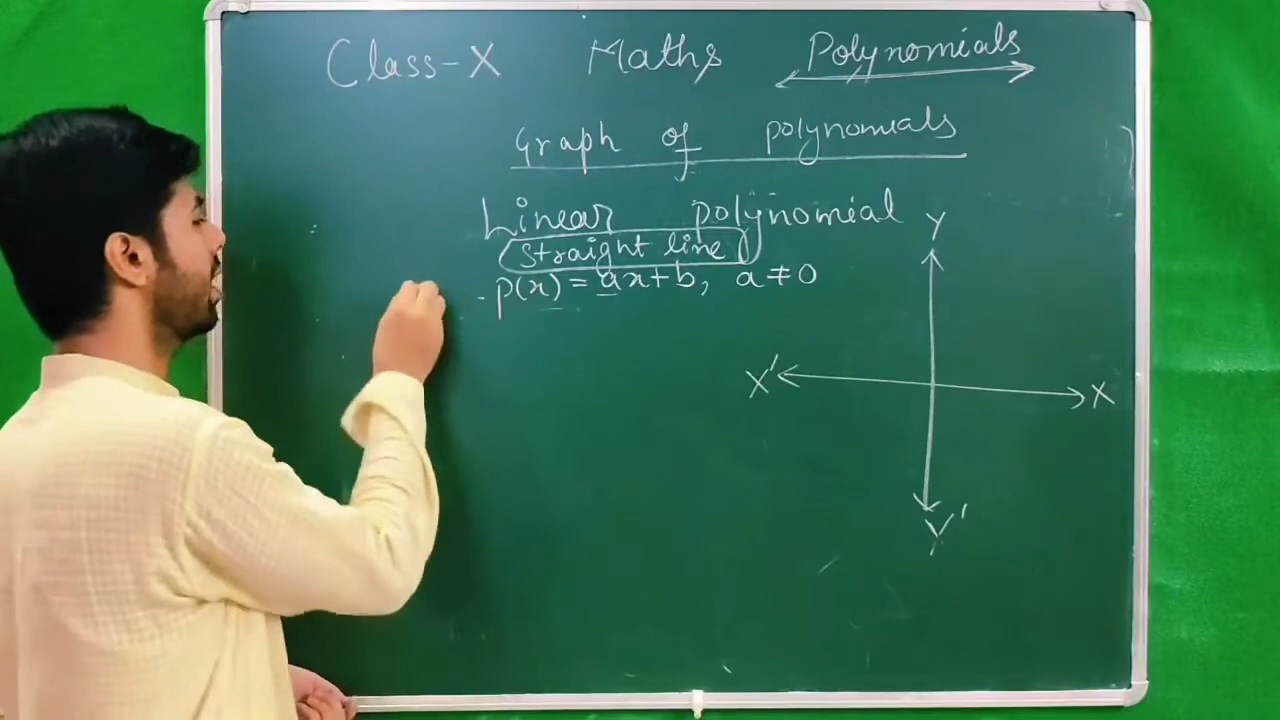 Class-X Maths Polynomials
Graph of polynomials
Linear polynomial
straight line
p(x) = ax+b, a≠0
Y
X' X
Y'